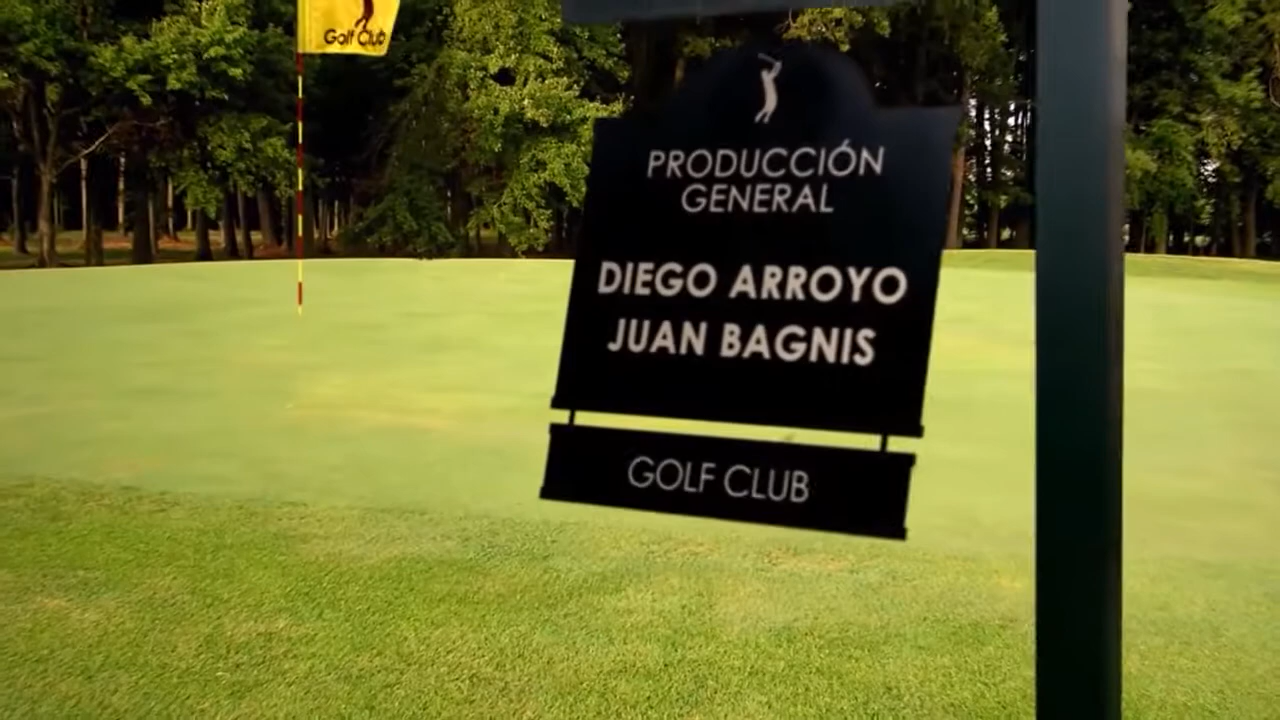 Golf Club
PRODUCCIÓN
GENERAL
DIEGO ARROYO
JUAN BAGNIS
GOLF CLUB